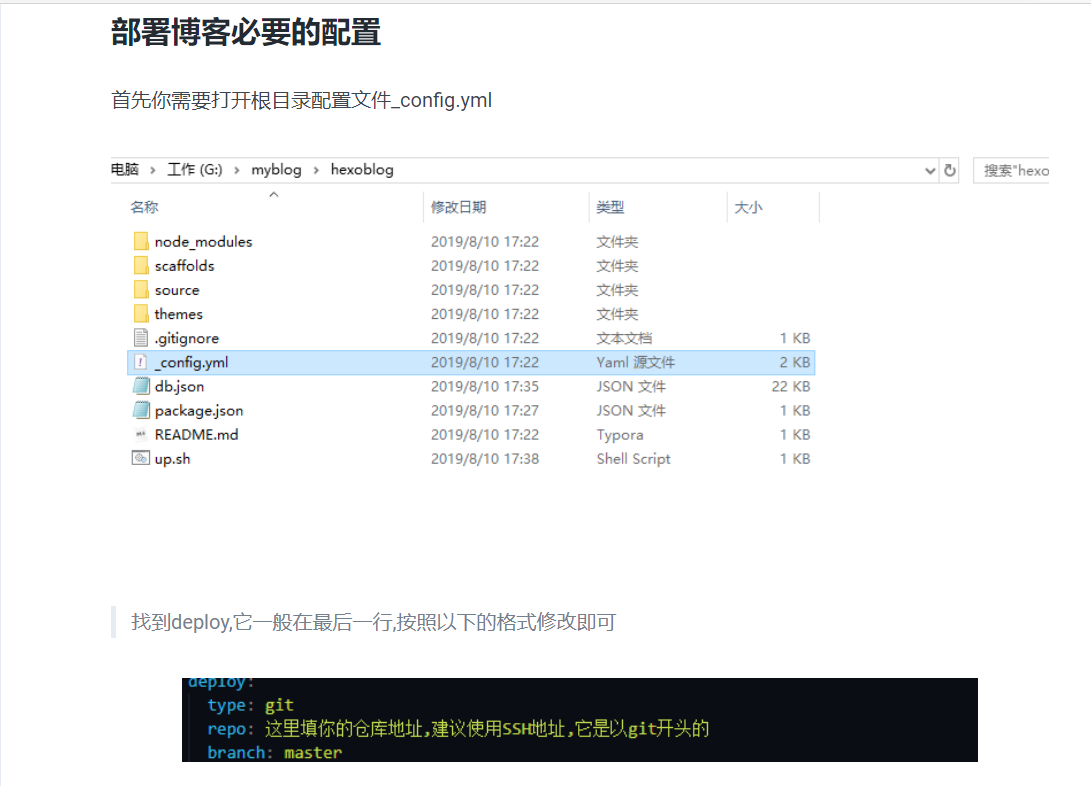 部署博客必要的配置
首先你需要打开根目录配置文件_config.yml
电脑 › 工作 (G:) › myblog › hexoblog 搜索"hexo
名称 修改日期 类型 大小
node_modules 2019/8/10 17:22 文件夹
scaffolds 2019/8/10 17:22 文件夹
source 2019/8/10 17:22 文件夹
themes 2019/8/10 17:22 文件夹
.gitignore 2019/8/10 17:22 文本文档 1 KB
_config.yml 2019/8/10 17:22 Yaml 源文件 2 KB
db.json 2019/8/10 17:35 JSON 文件 22 KB
package.json 2019/8/10 17:27 JSON 文件 1 KB
README.md 2019/8/10 17:22 Typora 1 KB
up.sh 2019/8/10 17:38 Shell Script 1 KB
找到deploy,它一般在最后一行,按照以下的格式修改即可
deploy:
type: git
repo: 这里填你的仓库地址,建议使用SSH地址,它是以git开头的
branch: master